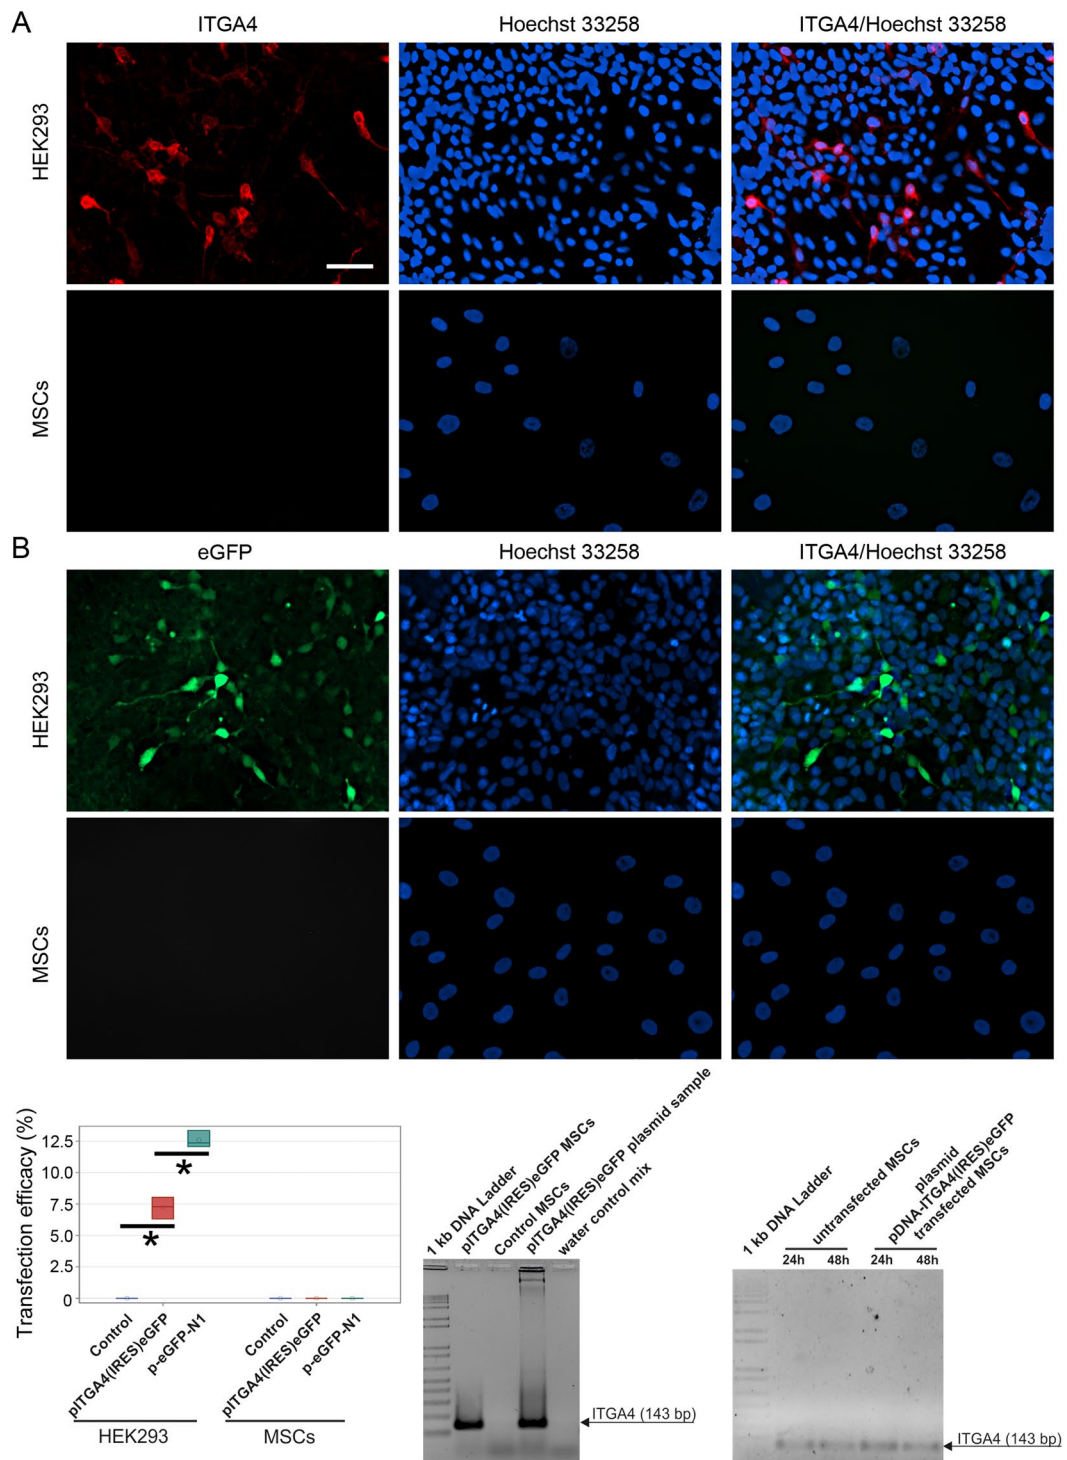 A
ITGA4
Hoechst 33258
ITGA4/Hoechst 33258
HEK293
MSCs
B
eGFP
Hoechst 33258
ITGA4/Hoechst 33258
HEK293
MSCs
Transfection efficacy (%)
12.5
10.0
7.5
5.0
2.5
0
*
*
Control
pITGA4(IRES)eGFP
p-eGFP-N1
Control
pITGA4(IRES)eGFP
p-eGFP-N1
HEK293
MSCs
1 kb DNA Ladder
pITGA4(IRES)eGFP MSCs
Control MSCs
pITGA4(IRES)eGFP plasmid sample
water control mix
ITGA4 (143 bp)
1 kb DNA Ladder
untransfected MSCs
plasmid
pDNA-ITGA4(IRES)eGFP
transfected MSCs
24h 48h 24h 48h
ITGA4 (143 bp)